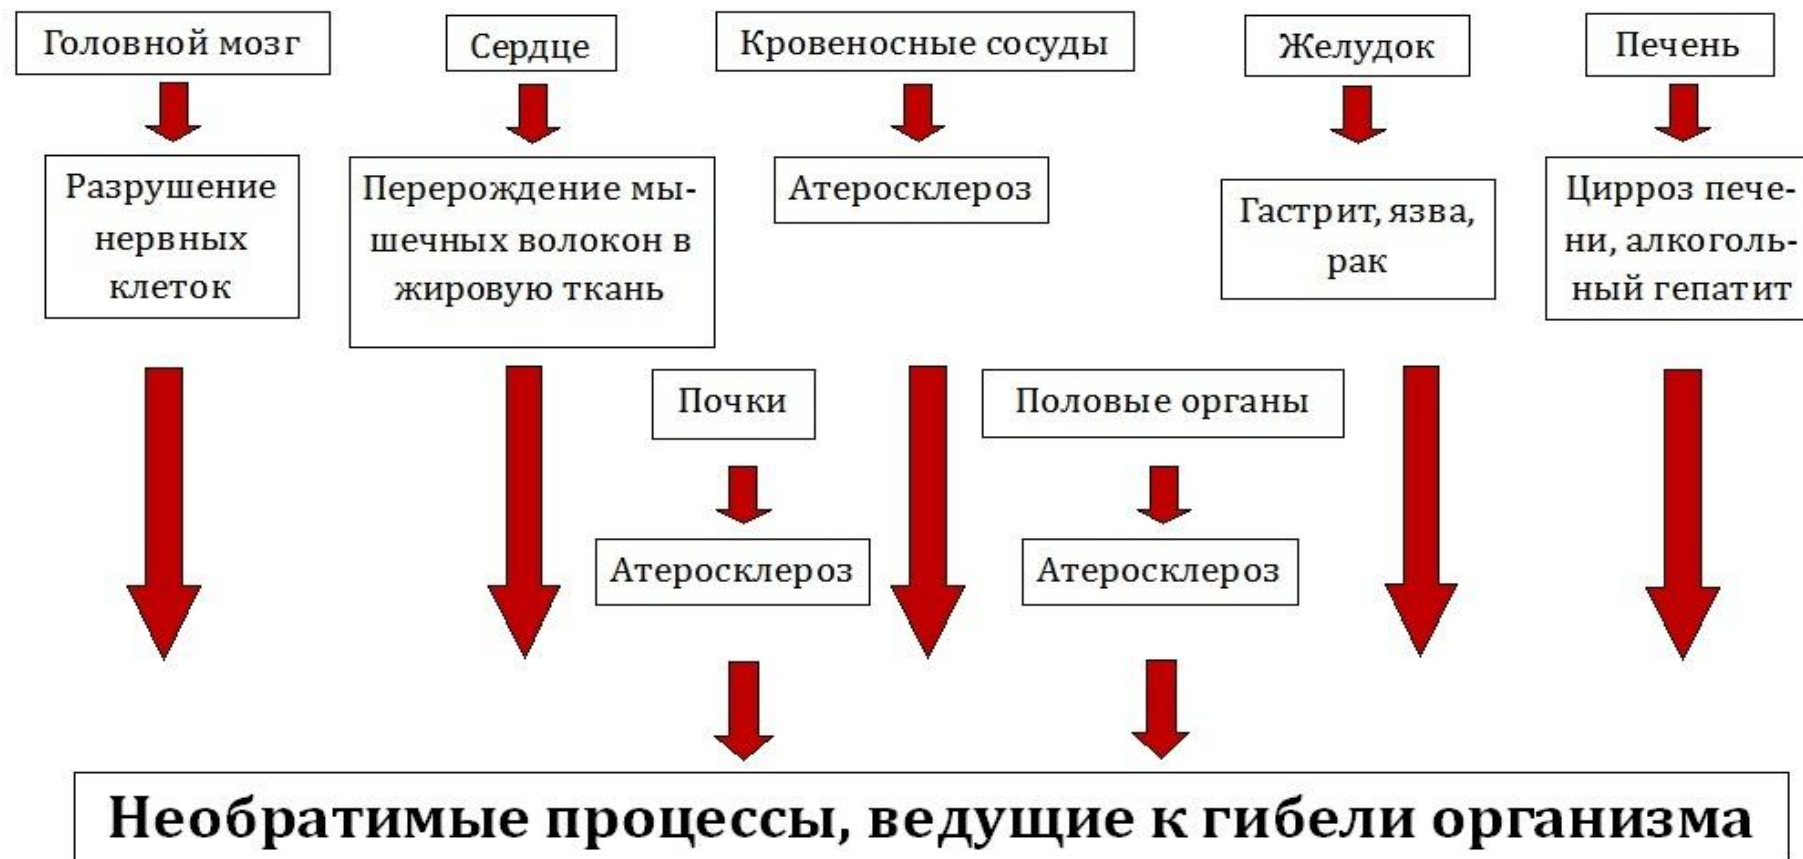 Головной мозг
Сердце
Кровеносные сосуды
Желудок
Печень
Разрушение
нервных
клеток
Перерождение мы-
шечных волокон в
жировую ткань
Атеросклероз
Гастрит, язва,
рак
Цирроз пече-
ни, алкоголь-
ный гепатит
Почки
Половые органы
Атеросклероз
Атеросклероз
Необратимые процессы, ведущие к гибели организма